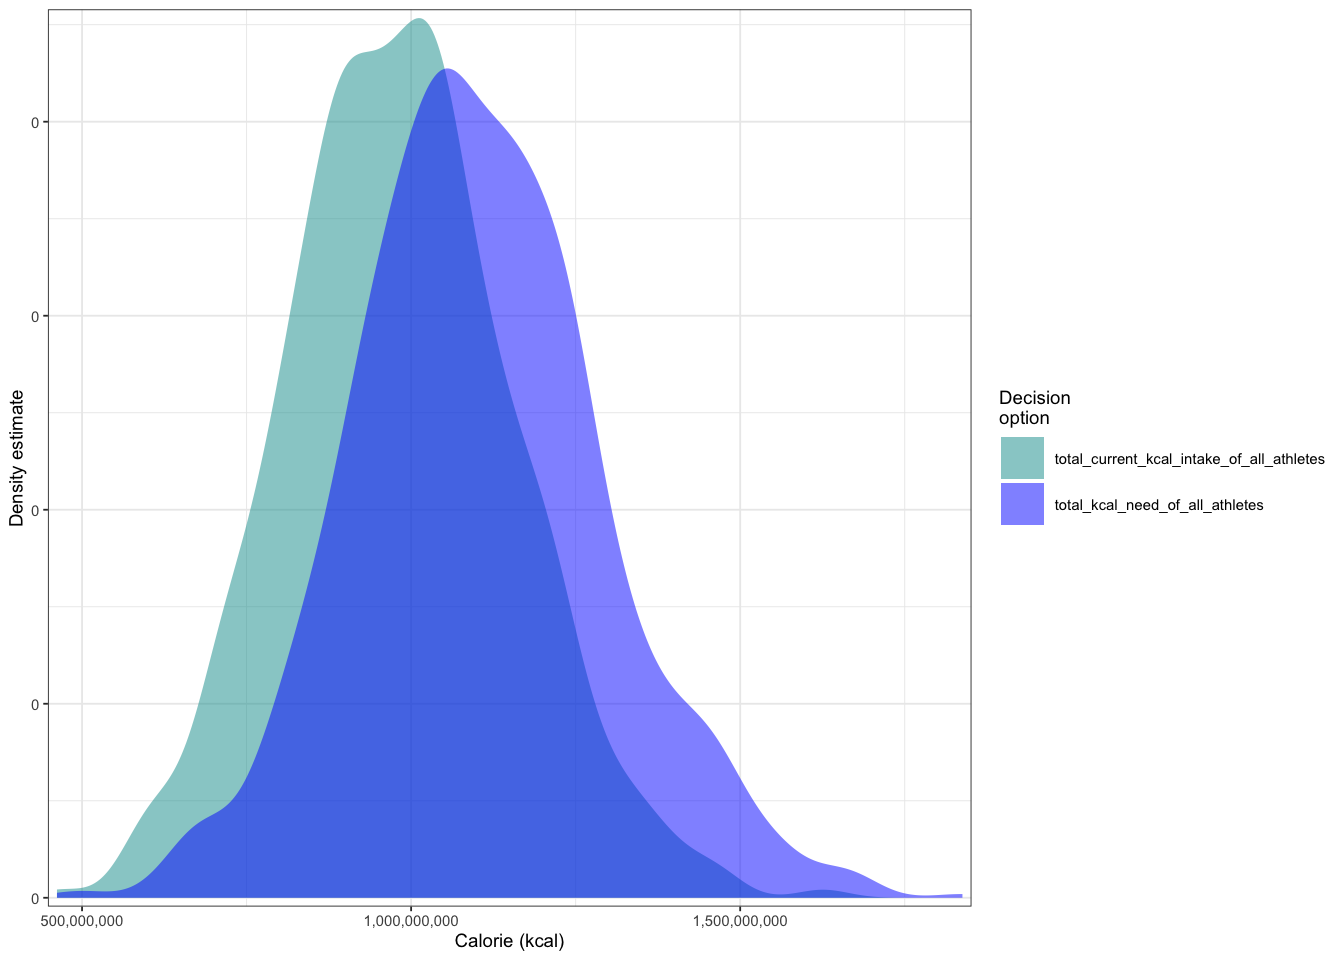 Density estimate
0
0
0
0
0
500,000,000
1,000,000,000
1,500,000,000
Calorie (kcal)
Decision
option
total_current_kcal_intake_of_all_athletes
total_kcal_need_of_all_athletes